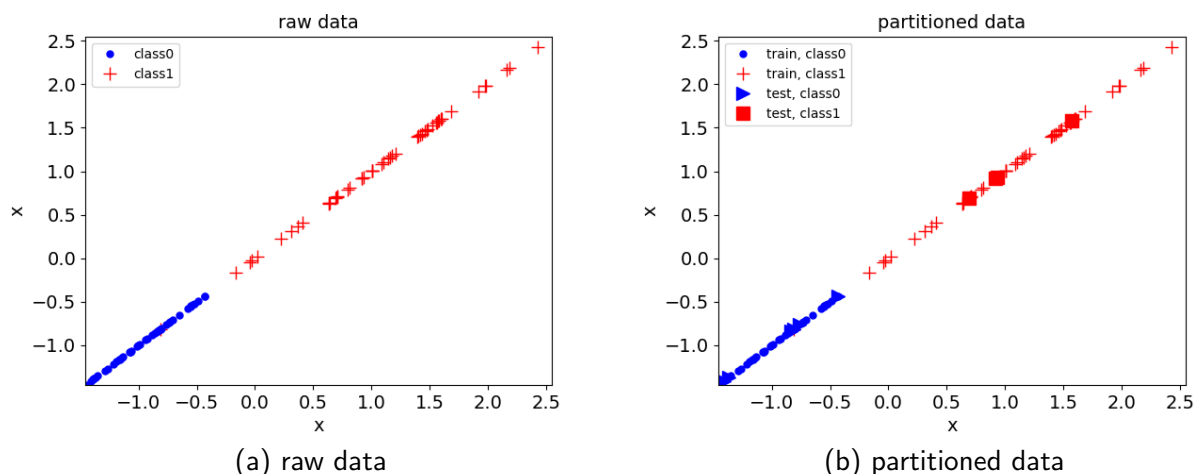 raw data
2.5
2.0
1.5
1.0
0.5
0.0
−0.5
−1.0
x
class0
class1
−1.0 −0.5 0.0 0.5 1.0 1.5 2.0 2.5
x
(a) raw data
partitioned data
2.5
2.0
1.5
1.0
0.5
0.0
−0.5
−1.0
x
train, class0
train, class1
test, class0
test, class1
−1.0 −0.5 0.0 0.5 1.0 1.5 2.0 2.5
x
(b) partitioned data